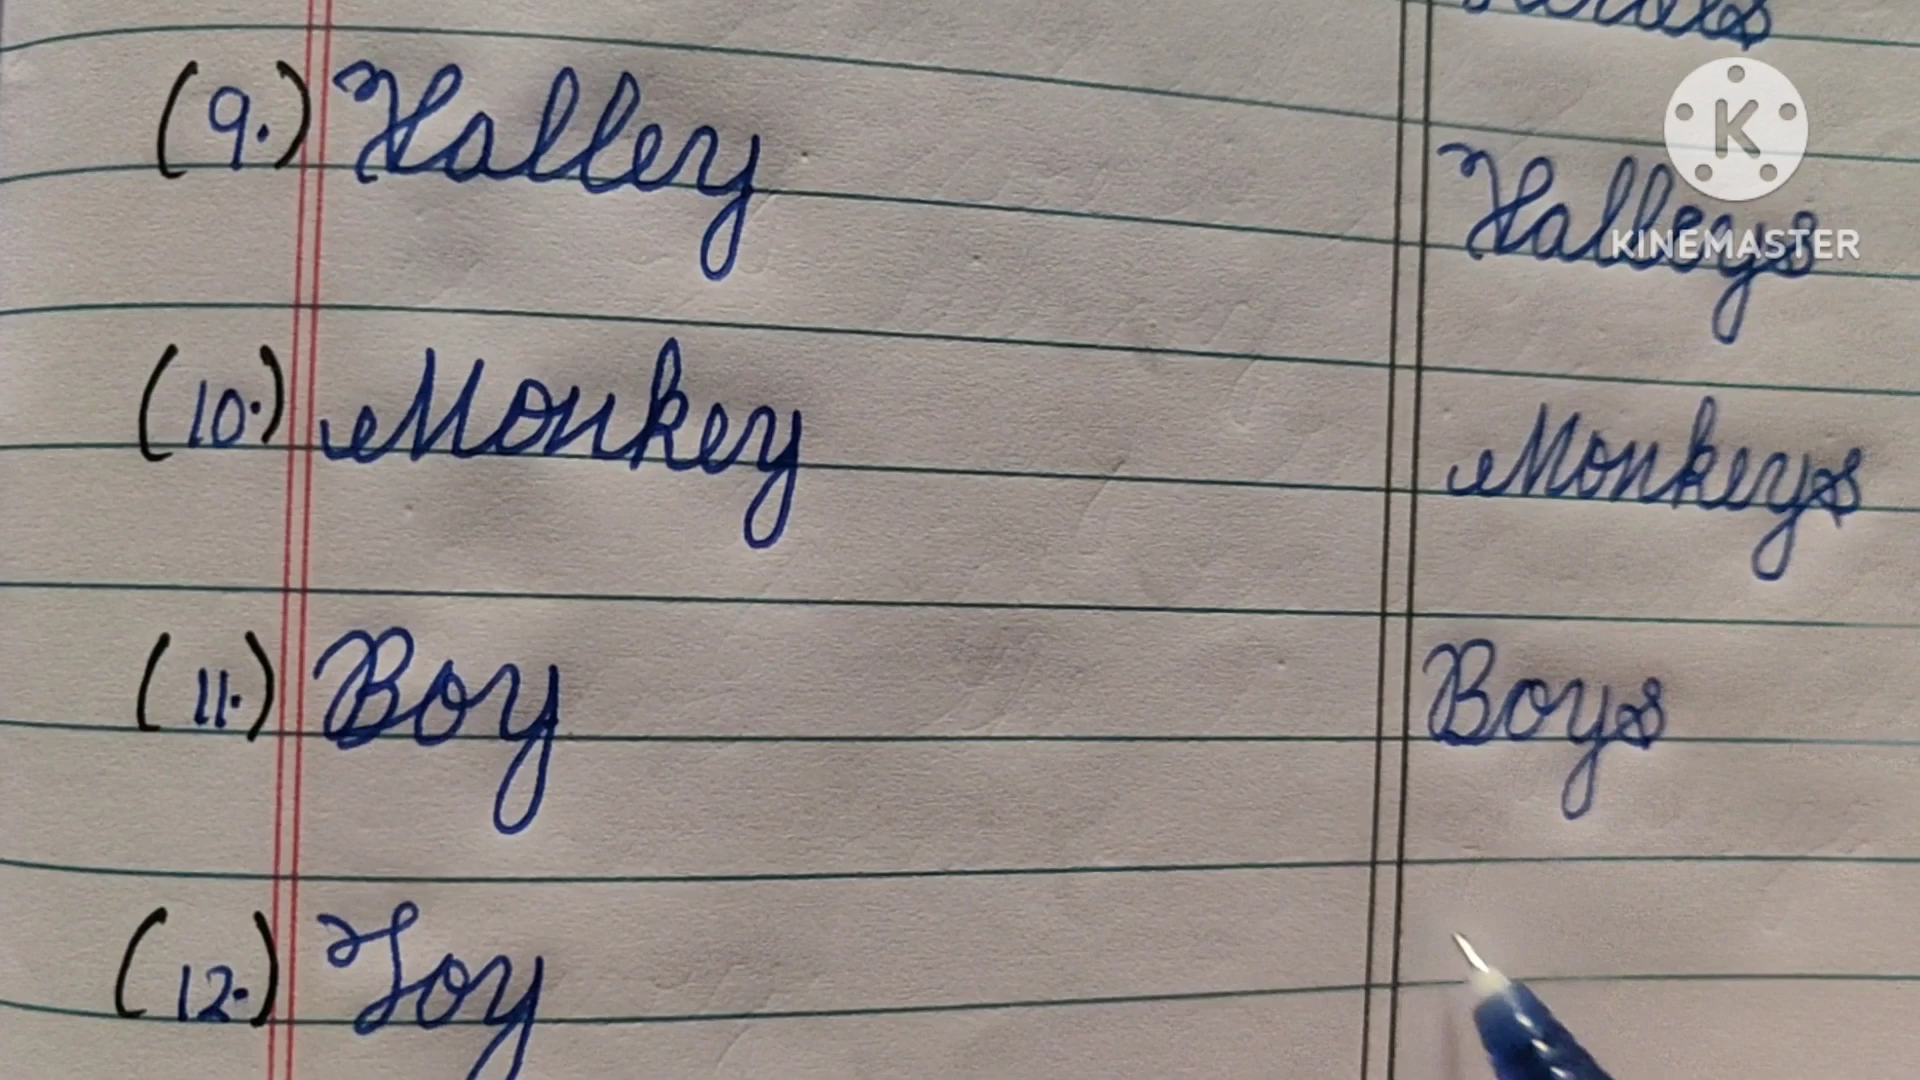 (9.) Valley Valleys
(10.) Monkey Monkeys
(11.) Boy Boys
(12.) Toy
K
KINEMASTER